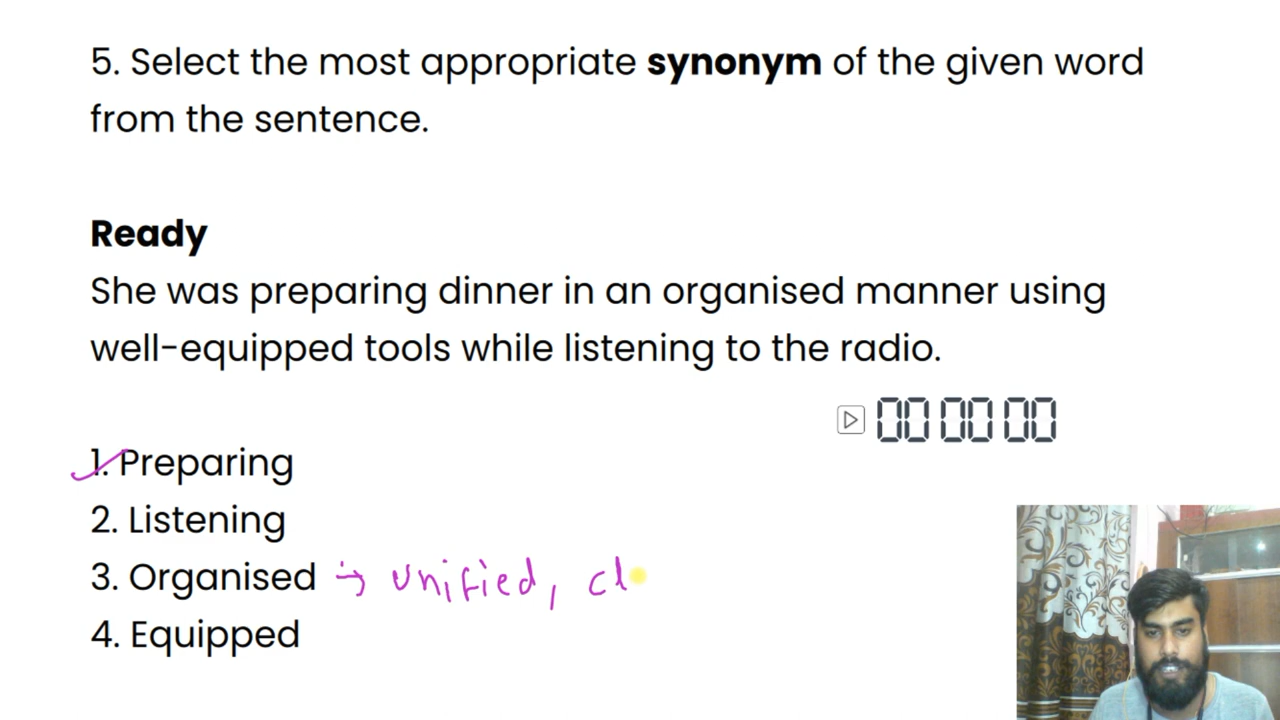 5. Select the most appropriate synonym of the given word
from the sentence.
Ready
She was preparing dinner in an organised manner using
well-equipped tools while listening to the radio.
00 00 00
1. Preparing
2. Listening
3. Organised → unified, cl
4. Equipped